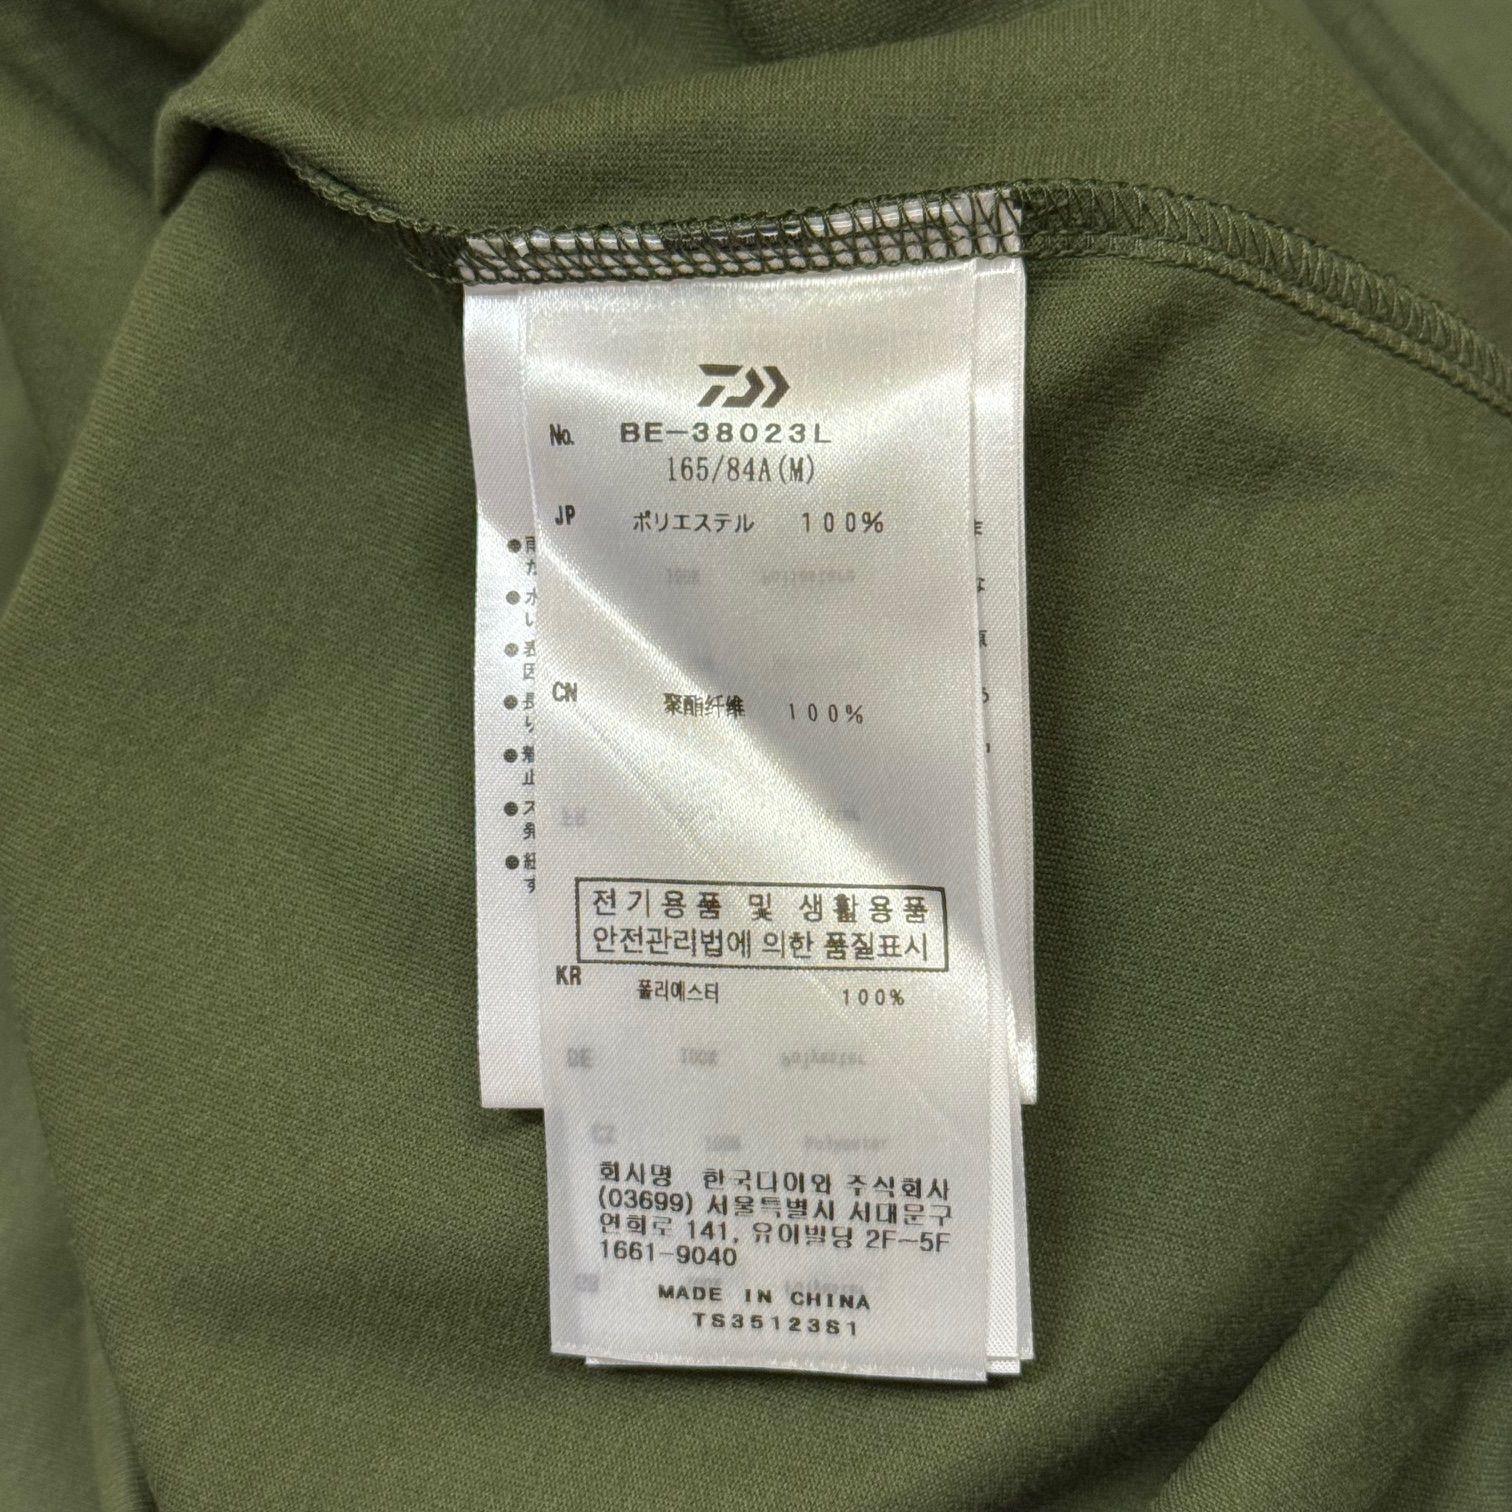 No. BE-38023L
165/84A(M)
JP ポリエステル 100%
CN 聚酯纤维 100%
전기용품 및 생활용품
안전관리법에 의한 품질표시
KR 폴리에스터 100%
회사명 한국다이와 주식회사
(03699) 서울특별시 서대문구
연희로 141, 유아빌딩 2F-5F
1661-9040
MADE IN CHINA
TS35123S1